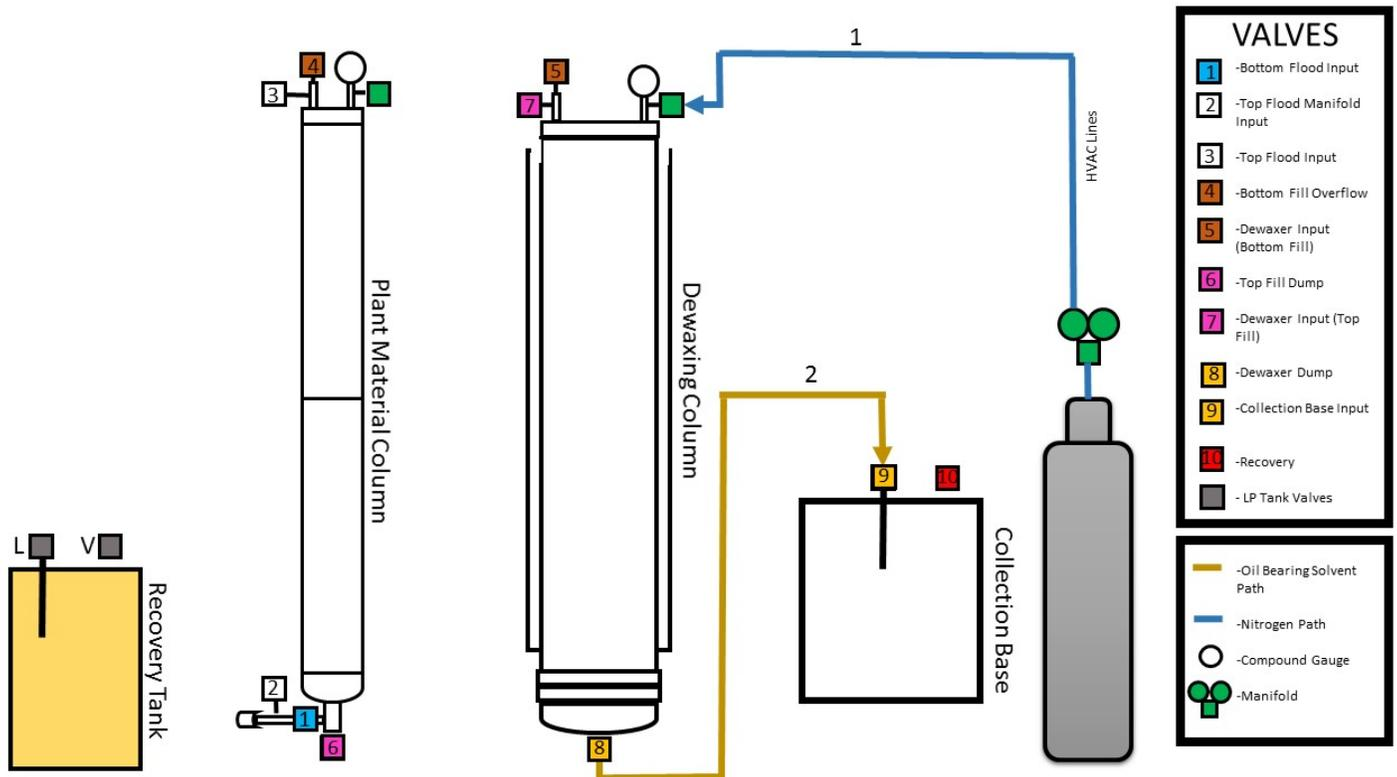 1
4
3
5
7
HVAC Lines
Plant Material Column
Dewaxing Column
2
9
10
Collection Base
L
V
Recovery Tank
2
1
6
8
VALVES
1 -Bottom Flood Input
2 -Top Flood Manifold
Input
3 -Top Flood Input
4 -Bottom Fill Overflow
5 -Dewaxer Input
(Bottom Fill)
6 -Top Fill Dump
7 -Dewaxer Input (Top
Fill)
8 -Dewaxer Dump
9 -Collection Base Input
10 -Recovery
- LP Tank Valves
-Oil Bearing Solvent
Path
-Nitrogen Path
-Compound Gauge
-Manifold